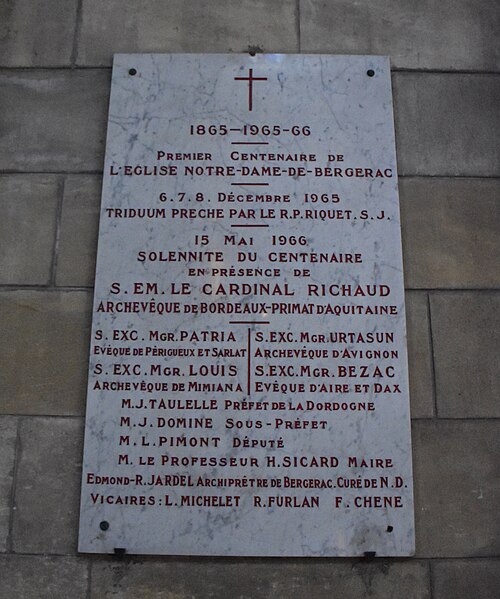 1865—1965-66
PREMIER CENTENAIRE DE
L'EGLISE NOTRE-DAME-DE-BERGERAC
6.7.8. DÉCEMBRE 1965
TRIDUUM PRECHE PAR LE R.P. RIQUET. S.J.
15 MAI 1966
SOLENNITE DU CENTENAIRE
EN PRÉSENCE DE
S. EM. LE CARDINAL RICHAUD
ARCHEVÊQUE DE BORDEAUX-PRIMAT D'AQUITAINE
S. EXC. MGR. PATRIA
EVÊQUE DE PÉRIGUEUX ET SARLAT
S. EXC. MGR. LOUIS
ARCHEVÊQUE DE MIMIANA
S. EXC. MGR. URTASUN
ARCHEVÊQUE D'AVIGNON
S. EXC. MGR. BEZAC
EVÊQUE D'AIRE ET DAX
M.J. TAULELLE PRÉFET DE LA DORDOGNE
M.J. DOMINE SOUS-PRÉFET
M.L. PIMONT DÉPUTÉ
M. LE PROFESSEUR H. SICARD MAIRE
EDMOND-R. JARDEL ARCHIPRÊTRE DE BERGERAC. CURÉ DE N.D.
VICAIRES: L. MICHELET R. FURLAN F. CHENE